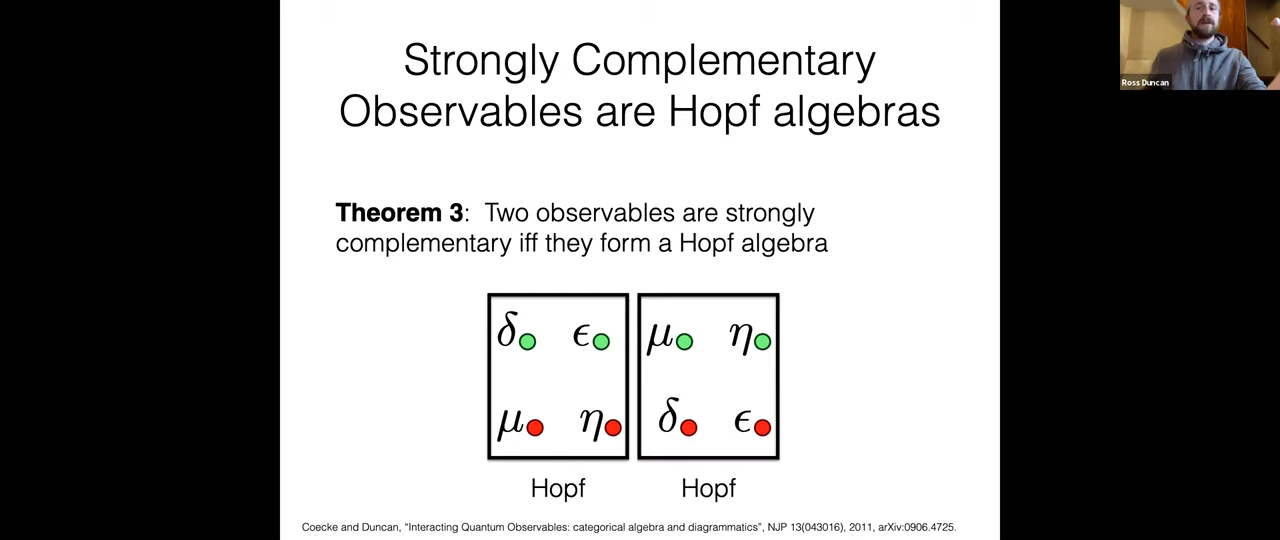 Strongly Complementary
Observables are Hopf algebras
Ross Duncan
Theorem 3: Two observables are strongly
complementary iff they form a Hopf algebra
δ ϵ μ η
μ η δ ϵ
Hopf Hopf
Coecke and Duncan, "Interacting Quantum Observables: categorical algebra and diagrammatics", NJP 13(043016), 2011, arXiv:0906.4725.